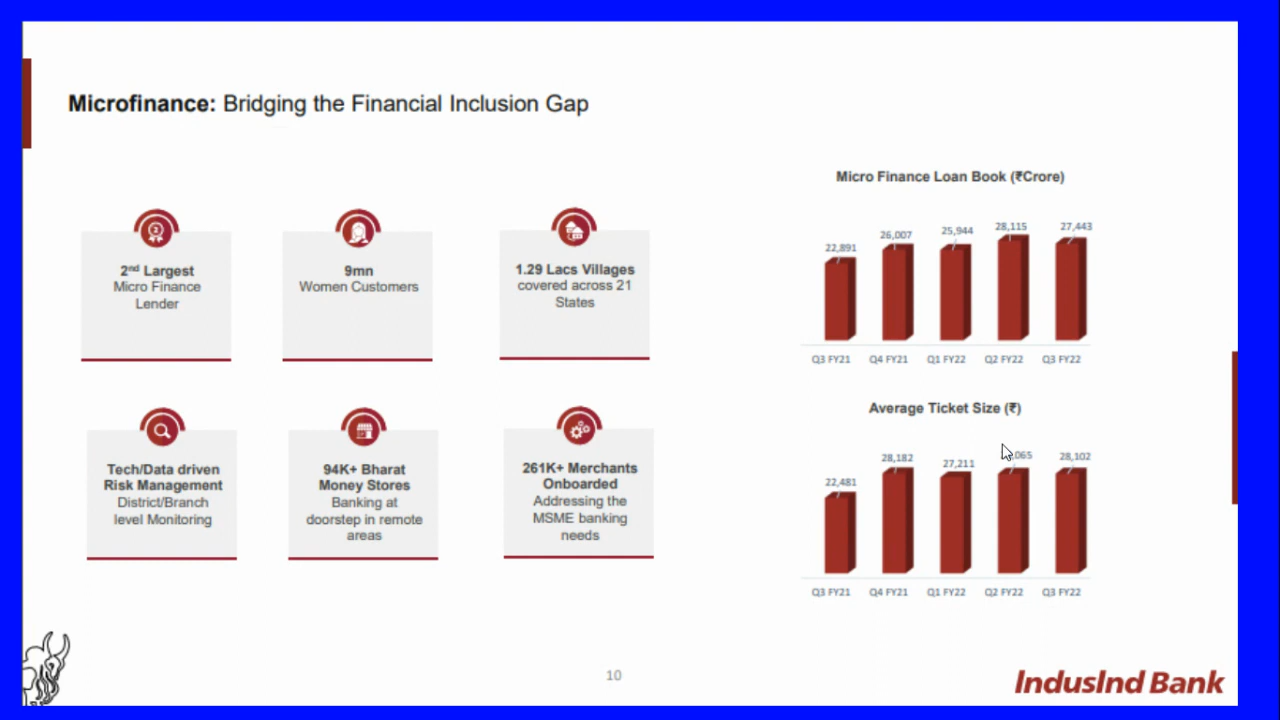 Microfinance: Bridging the Financial Inclusion Gap
2nd Largest
Micro Finance
Lender
9mn
Women Customers
1.29 Lacs Villages
covered across 21
States
Tech/Data driven
Risk Management
District/Branch
level Monitoring
94K+ Bharat
Money Stores
Banking at
doorstep in remote
areas
261K+ Merchants
Onboarded
Addressing the
MSME banking
needs
Micro Finance Loan Book (₹Crore)
22,891 26,007 25,944 28,115 27,443
Q3 FY21 Q4 FY21 Q1 FY22 Q2 FY22 Q3 FY22
Average Ticket Size (₹)
22,481 28,182 27,211 28,102
Q3 FY21 Q4 FY21 Q1 FY22 Q2 FY22 Q3 FY22
10
IndusInd Bank